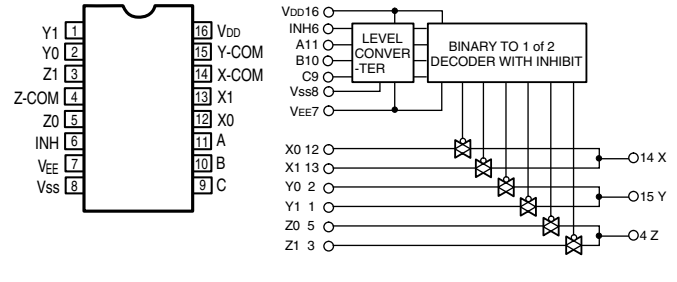 Y1 1
Y0 2
Z1 3
Z-COM 4
Z0 5
INH 6
VEE 7
Vss 8
16 VDD
15 Y-COM
14 X-COM
13 X1
12 X0
11 A
10 B
9 C
VDD16
INH6
A11
B10
C9
Vss8
VEE7
LEVEL
CONVER
-TER
BINARY TO 1 of 2
DECODER WITH INHIBIT
X0 12
X1 13
Y0 2
Y1 1
Z0 5
Z1 3
14 X
15 Y
4 Z